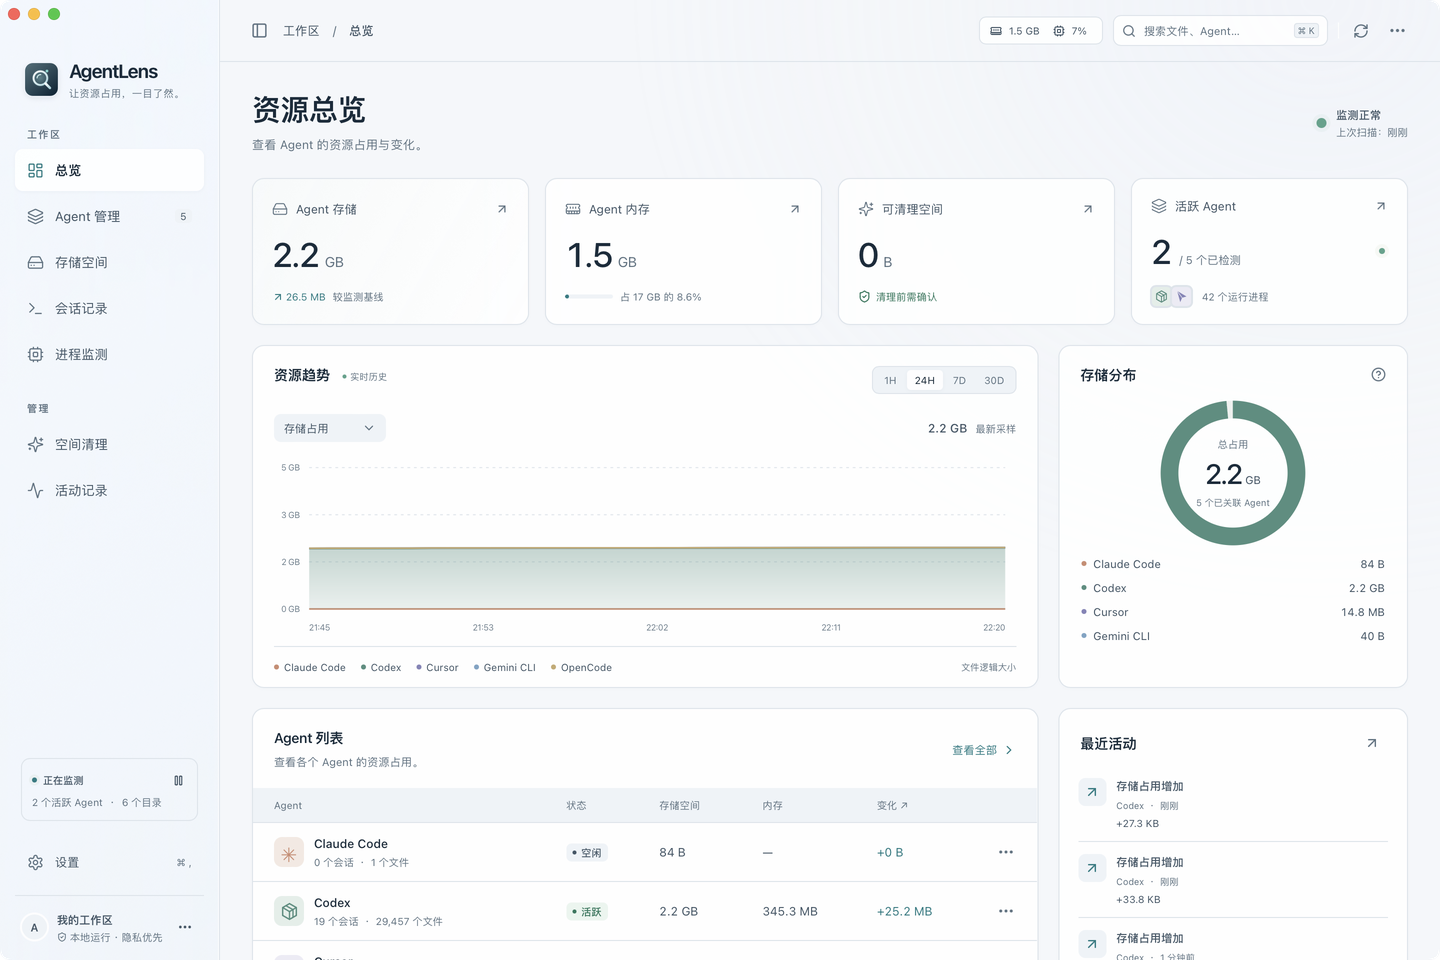 AgentLens
让资源占用，一目了然。
工作区
总览
Agent 管理 5
存储空间
会话记录
进程监测
管理
空间清理
活动记录
正在监测
2 个活跃 Agent · 6 个目录
设置 ⌘ ,
A
我的工作区
本地运行 · 隐私优先
工作区 / 总览
1.5 GB 7%
搜索文件、Agent... ⌘ K
资源总览
查看 Agent 的资源占用与变化。
监测正常
上次扫描：刚刚
Agent 存储
2.2 GB
26.5 MB 较监测基线
Agent 内存
1.5 GB
占 17 GB 的 8.6%
可清理空间
0 B
清理前需确认
活跃 Agent
2 / 5 个已检测
42 个运行进程
资源趋势 实时历史
1H 24H 7D 30D
存储占用
2.2 GB 最新采样
5 GB
3 GB
2 GB
0 GB
21:45 21:53 22:02 22:11 22:20
Claude Code Codex Cursor Gemini CLI OpenCode 文件逻辑大小
存储分布
总占用
2.2 GB
5 个已关联 Agent
Claude Code 84 B
Codex 2.2 GB
Cursor 14.8 MB
Gemini CLI 40 B
Agent 列表
查看各个 Agent 的资源占用。
查看全部
Agent 状态 存储空间 内存 变化
Claude Code
0 个会话 · 1 个文件
空闲 84 B — +0 B
Codex
19 个会话 · 29,457 个文件
活跃 2.2 GB 345.3 MB +25.2 MB
最近活动
存储占用增加
Codex · 刚刚
+27.3 KB
存储占用增加
Codex · 刚刚
+33.8 KB
存储占用增加
Codex · 1 分钟前